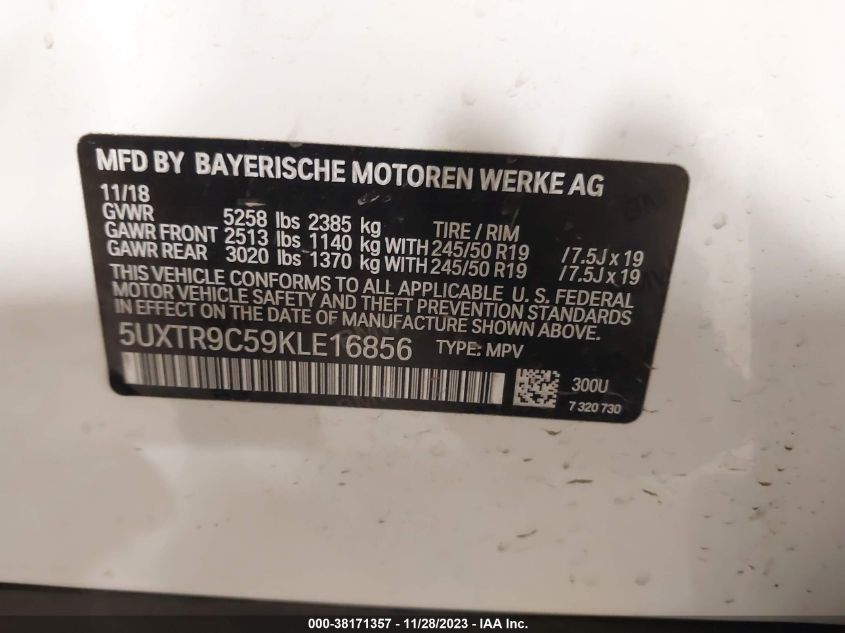 MFD BY BAYERISCHE MOTOREN WERKE AG
11/18
GVWR 5258 lbs 2385 kg TIRE / RIM
GAWR FRONT 2513 lbs 1140 kg WITH 245/50 R19 /7.5J x 19
GAWR REAR 3020 lbs 1370 kg WITH 245/50 R19 /7.5J x 19
THIS VEHICLE CONFORMS TO ALL APPLICABLE U. S. FEDERAL
MOTOR VEHICLE SAFETY AND THEFT PREVENTION STANDARDS
IN EFFECT ON THE DATE OF MANUFACTURE SHOWN ABOVE.
5UXTR9C59KLE16856 TYPE: MPV
300U
7 320 730
000-38171357 - 11/28/2023 - IAA Inc.